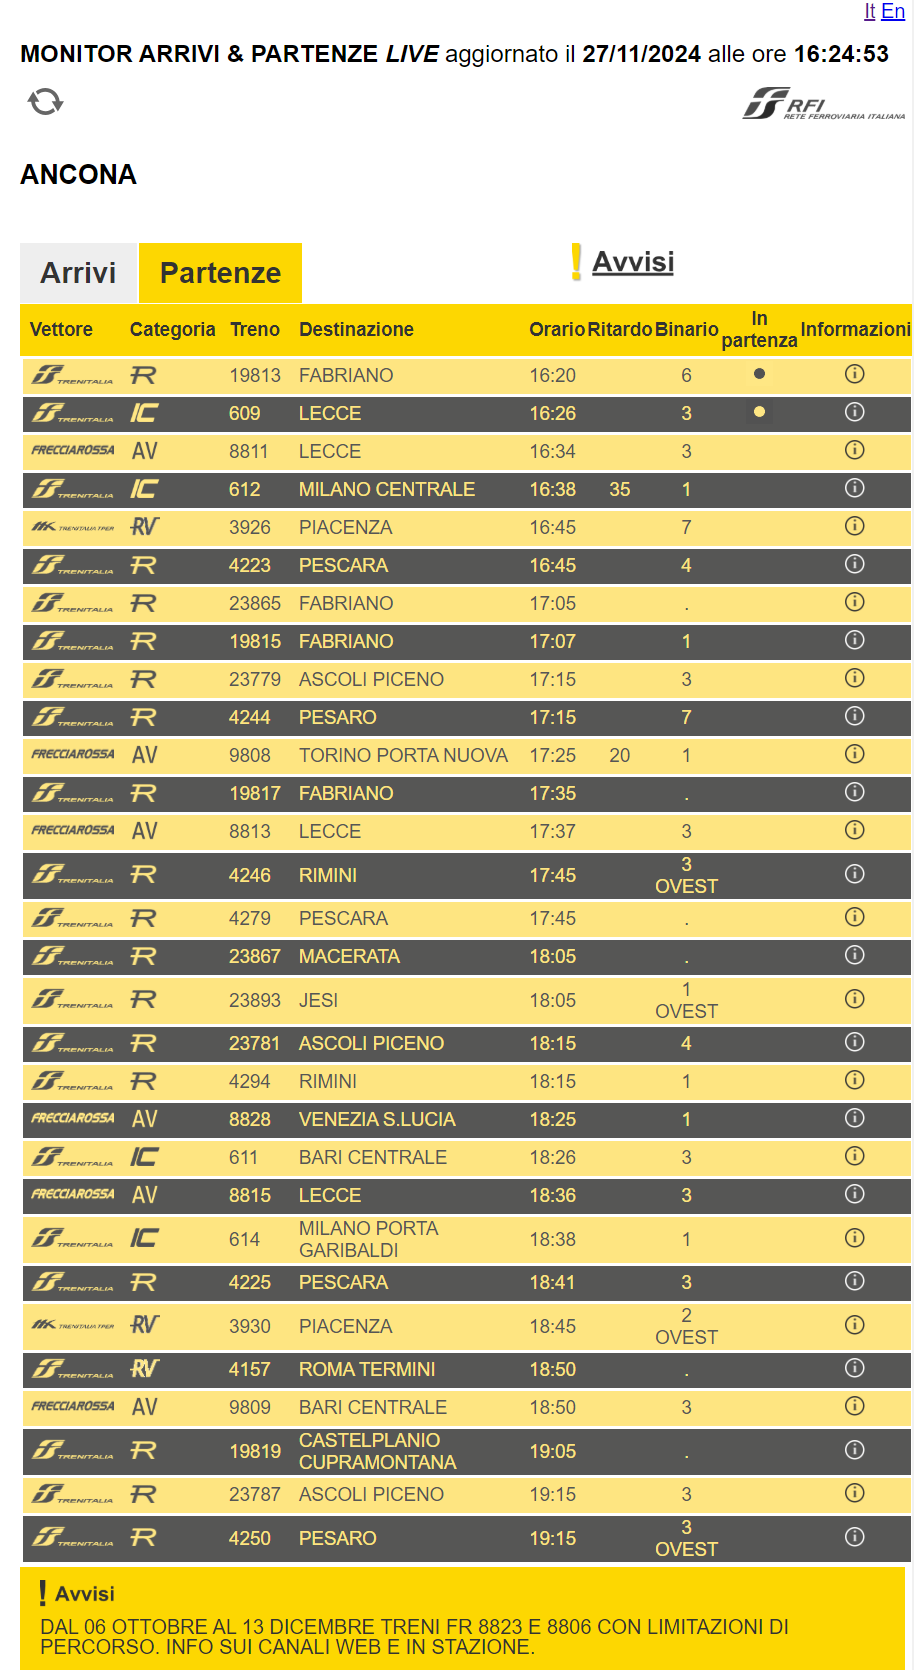 It En
MONITOR ARRIVI & PARTENZE LIVE aggiornato il 27/11/2024 alle ore 16:24:53
RFI
RETE FERROVIARIA ITALIANA
ANCONA
Arrivi Partenze ! Avvisi
Vettore Categoria Treno Destinazione Orario Ritardo Binario In partenza Informazioni
TRENITALIA R 19813 FABRIANO 16:20 6
TRENITALIA IC 609 LECCE 16:26 3
FRECCIAROSSA AV 8811 LECCE 16:34 3
TRENITALIA IC 612 MILANO CENTRALE 16:38 35 1
TRENITALIA TPER RV 3926 PIACENZA 16:45 7
TRENITALIA R 4223 PESCARA 16:45 4
TRENITALIA R 23865 FABRIANO 17:05 .
TRENITALIA R 19815 FABRIANO 17:07 1
TRENITALIA R 23779 ASCOLI PICENO 17:15 3
TRENITALIA R 4244 PESARO 17:15 7
FRECCIAROSSA AV 9808 TORINO PORTA NUOVA 17:25 20 1
TRENITALIA R 19817 FABRIANO 17:35 .
FRECCIAROSSA AV 8813 LECCE 17:37 3
TRENITALIA R 4246 RIMINI 17:45 3 OVEST
TRENITALIA R 4279 PESCARA 17:45 .
TRENITALIA R 23867 MACERATA 18:05 .
TRENITALIA R 23893 JESI 18:05 1 OVEST
TRENITALIA R 23781 ASCOLI PICENO 18:15 4
TRENITALIA R 4294 RIMINI 18:15 1
FRECCIAROSSA AV 8828 VENEZIA S.LUCIA 18:25 1
TRENITALIA IC 611 BARI CENTRALE 18:26 3
FRECCIAROSSA AV 8815 LECCE 18:36 3
TRENITALIA IC 614 MILANO PORTA GARIBALDI 18:38 1
TRENITALIA R 4225 PESCARA 18:41 3
TRENITALIA TPER RV 3930 PIACENZA 18:45 2 OVEST
TRENITALIA RV 4157 ROMA TERMINI 18:50 .
FRECCIAROSSA AV 9809 BARI CENTRALE 18:50 3
TRENITALIA R 19819 CASTELPLANIO CUPRAMONTANA 19:05 .
TRENITALIA R 23787 ASCOLI PICENO 19:15 3
TRENITALIA R 4250 PESARO 19:15 3 OVEST
! Avvisi
DAL 06 OTTOBRE AL 13 DICEMBRE TRENI FR 8823 E 8806 CON LIMITAZIONI DI
PERCORSO. INFO SUI CANALI WEB E IN STAZIONE.